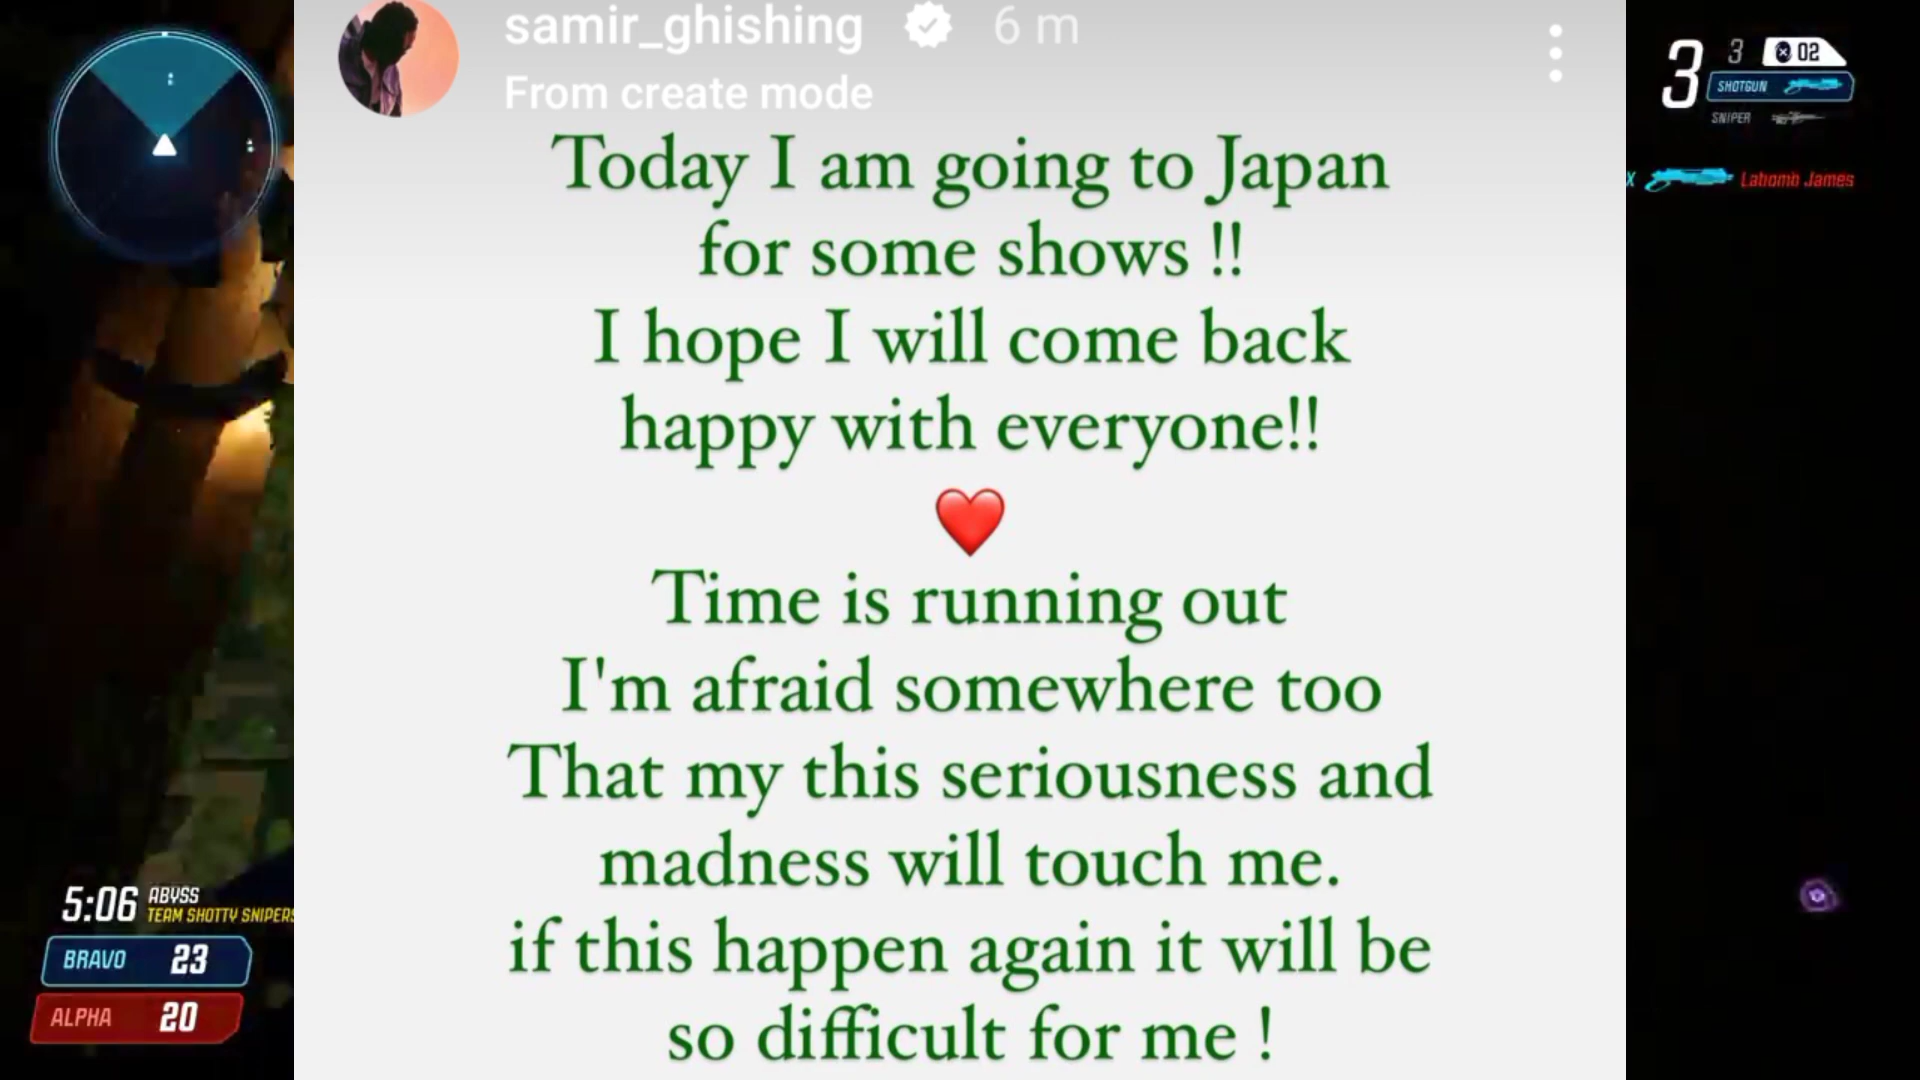 samir_ghishing 6 m
From create mode
Today I am going to Japan
for some shows !!
I hope I will come back
happy with everyone!!
❤️
Time is running out
I'm afraid somewhere too
That my this seriousness and
madness will touch me.
if this happen again it will be
so difficult for me !
3 3 02
SHOTGUN
SNIPER
X Labomb James
5:06 ABYSS
TEAM SHOTTY SNIPERS
BRAVO 23
ALPHA 20